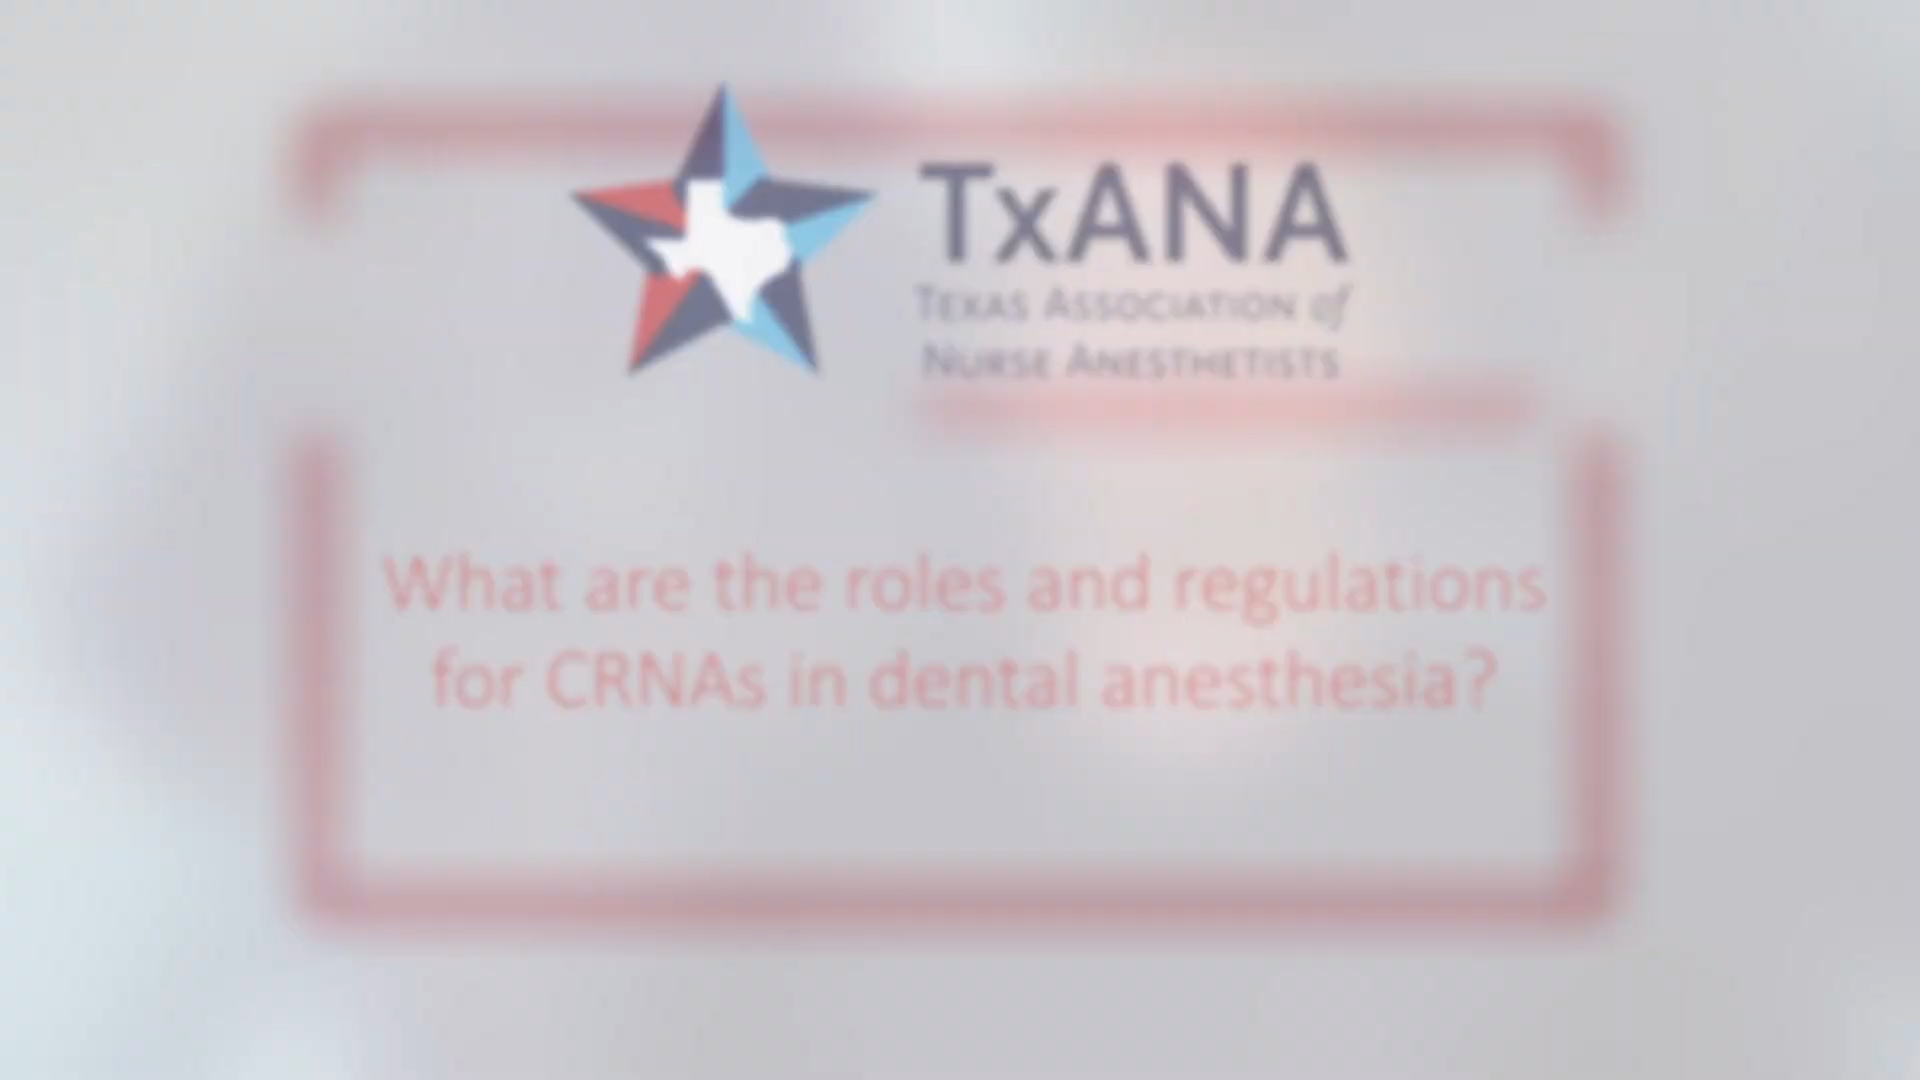 TxANA
Texas Association of
Nurse Anesthetists
What are the roles and regulations
for CRNAs in dental anesthesia?